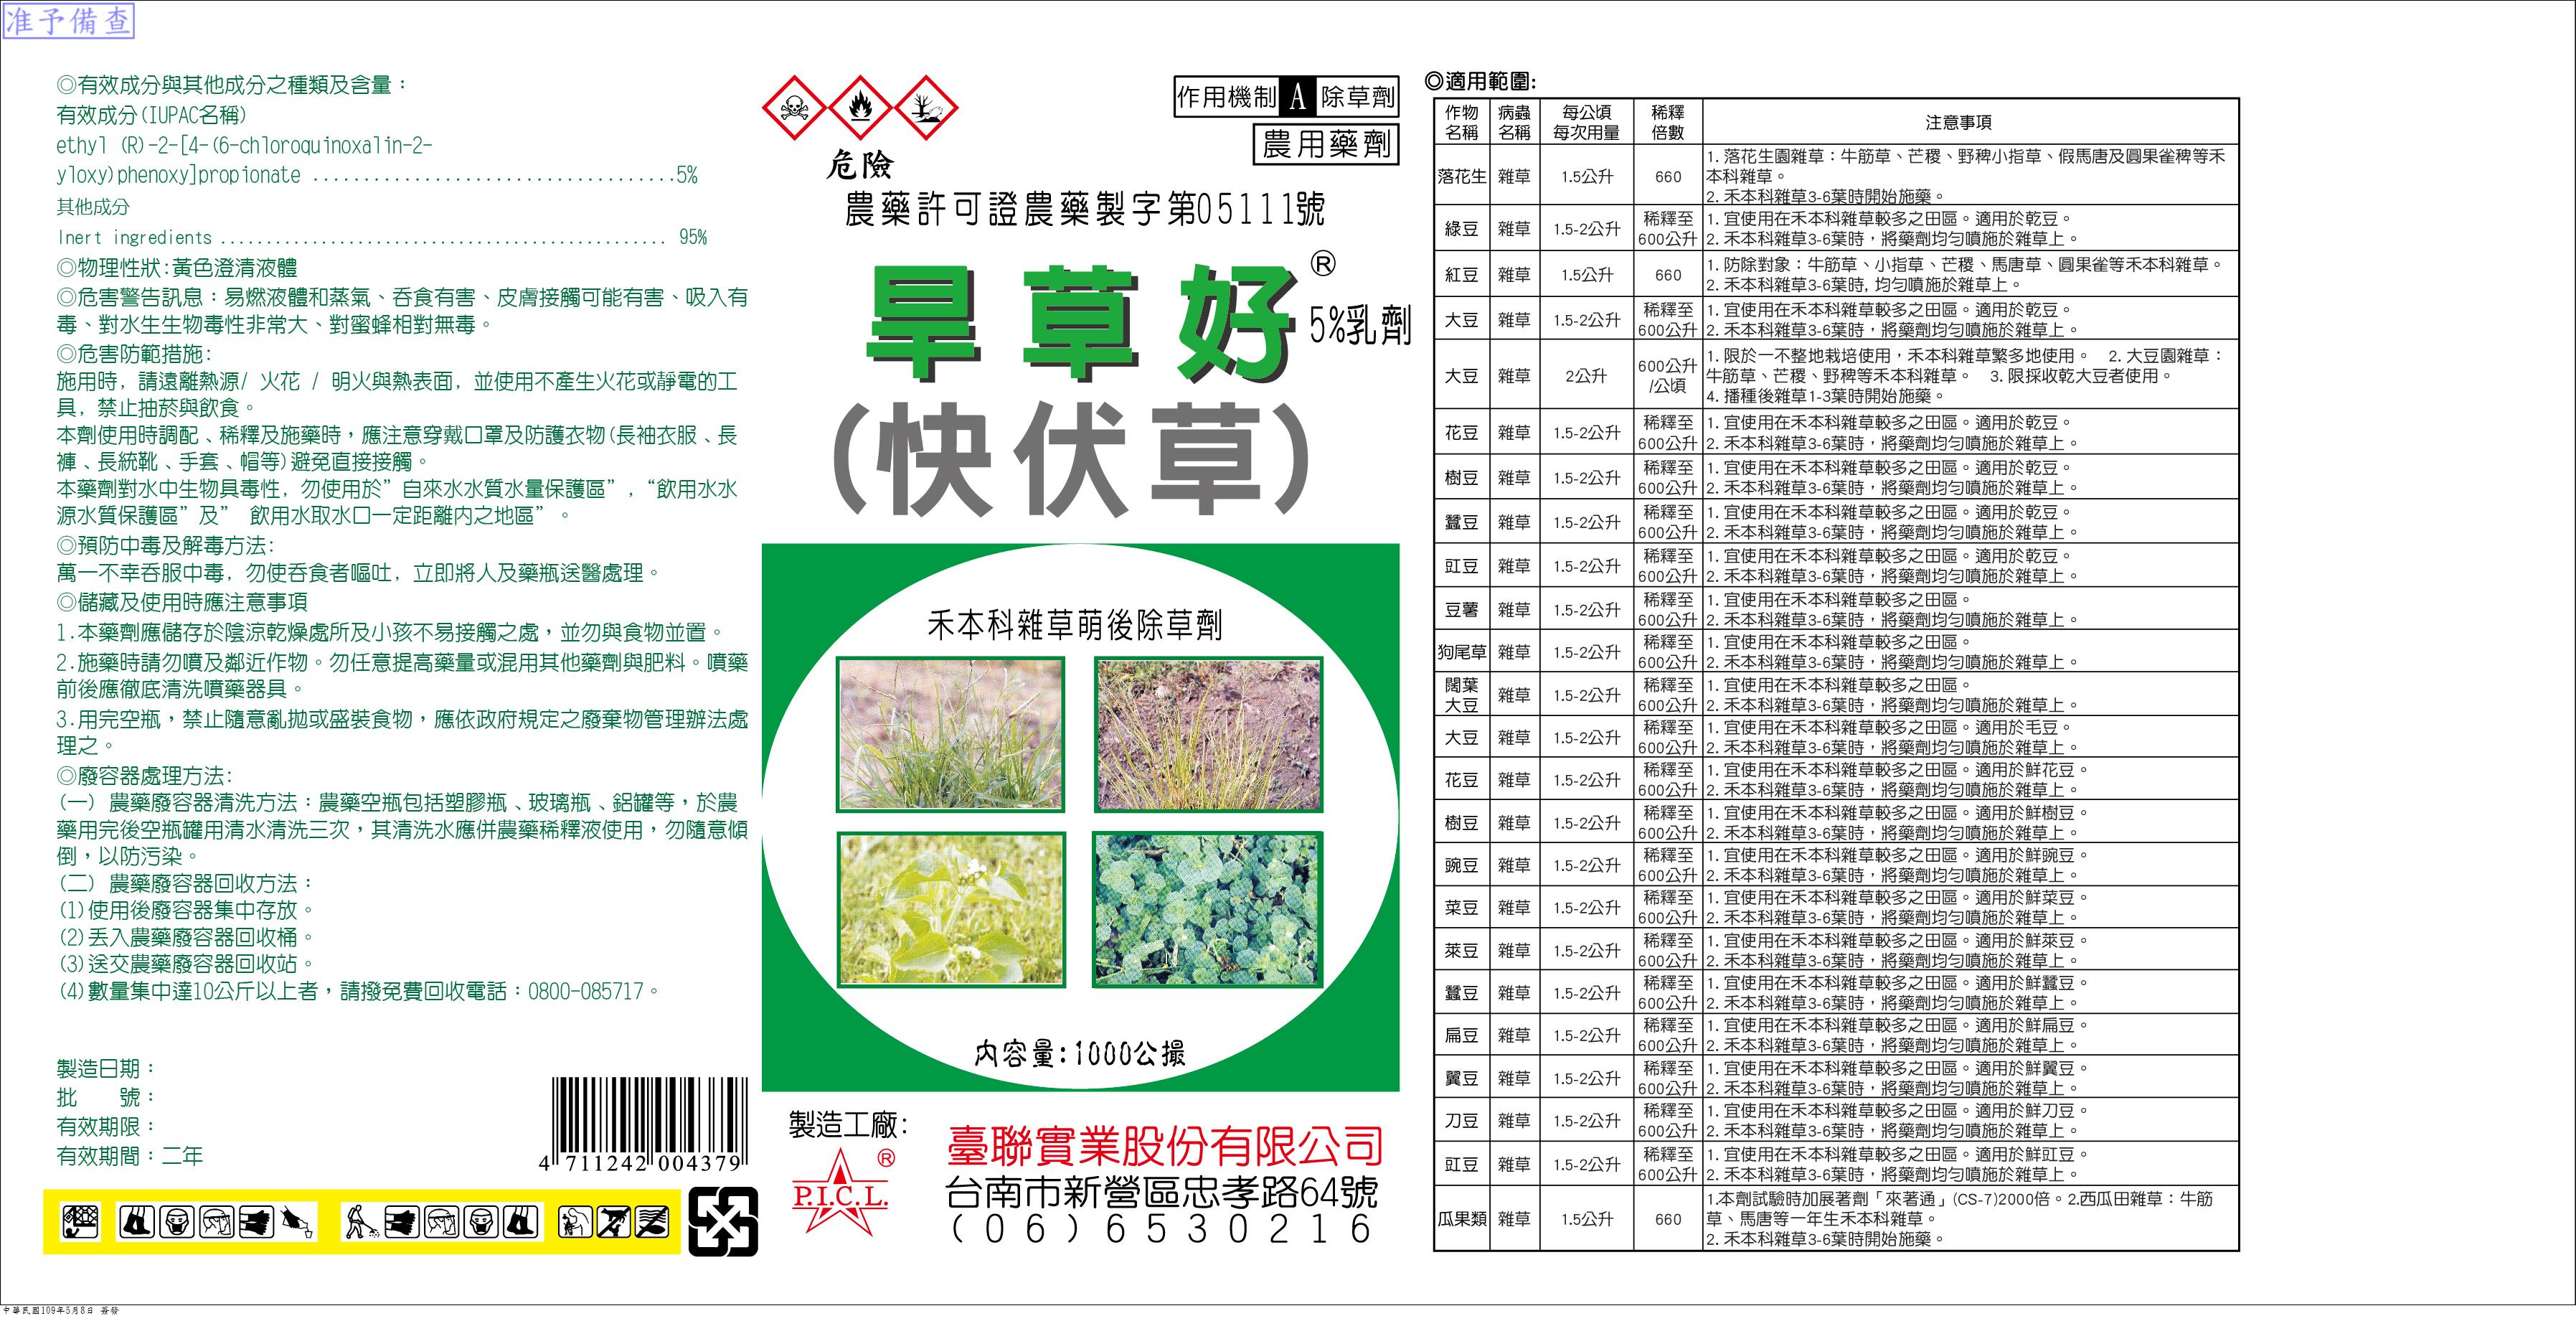 准予備查
◎有效成分與其他成分之種類及含量：
有效成分(IUPAC名稱)
ethyl (R)-2-[4-(6-chloroquinoxalin-2-
yloxy)phenoxy]propionate ....................................5%
其他成分
Inert ingredients ................................................ 95%
◎物理性狀:黃色澄清液體
◎危害警告訊息：易燃液體和蒸氣、吞食有害、皮膚接觸可能有害、吸入有
毒、對水生生物毒性非常大、對蜜蜂相對無毒。
◎危害防範措施:
施用時, 請遠離熱源/ 火花 / 明火與熱表面, 並使用不產生火花或靜電的工
具, 禁止抽菸與飲食。
本劑使用時調配、稀釋及施藥時，應注意穿戴口罩及防護衣物(長袖衣服、長
褲、長統靴、手套、帽等)避免直接接觸。
本藥劑對水中生物具毒性, 勿使用於”自來水水質水量保護區”,“飲用水水
源水質保護區”及” 飲用水取水口一定距離內之地區”。
◎預防中毒及解毒方法:
萬一不幸吞服中毒, 勿使吞食者嘔吐, 立即將人及藥瓶送醫處理。
◎儲藏及使用時應注意事項
1.本藥劑應儲存於陰涼乾燥處所及小孩不易接觸之處，並勿與食物並置。
2.施藥時請勿噴及鄰近作物。勿任意提高藥量或混用其他藥劑與肥料。噴藥
前後應徹底清洗噴藥器具。
3.用完空瓶，禁止隨意亂拋或盛裝食物，應依政府規定之廢棄物管理辦法處
理之。
◎廢容器處理方法:
(一) 農藥廢容器清洗方法：農藥空瓶包括塑膠瓶、玻璃瓶、鋁罐等，於農
藥用完後空瓶罐用清水清洗三次，其清洗水應併農藥稀釋液使用，勿隨意傾
倒，以防污染。
(二) 農藥廢容器回收方法：
(1)使用後廢容器集中存放。
(2)丟入農藥廢容器回收桶。
(3)送交農藥廢容器回收站。
(4)數量集中達10公斤以上者，請撥免費回收電話：0800-085717。
製造日期：
批　　號：
有效期限：
有效期間：二年
4 711242 004379
危險
作用機制 A 除草劑
農用藥劑
農藥許可證農藥製字第05111號
旱草好®
5%乳劑
(快伏草)
禾本科雜草萌後除草劑
內容量:1000公撮
製造工廠:
P.I.C.L. ®
臺聯實業股份有限公司
台南市新營區忠孝路64號
(06)6530216
◎適用範圍:
作物名稱 病蟲名稱 每公頃每次用量 稀釋倍數 注意事項
落花生 雜草 1.5公升 660 1. 落花生園雜草：牛筋草、芒稷、野稗小指草、假馬唐及圓果雀稗等禾
本科雜草。
2. 禾本科雜草3-6葉時開始施藥。
綠豆 雜草 1.5-2公升 稀釋至600公升 1. 宜使用在禾本科雜草較多之田區。適用於乾豆。
2. 禾本科雜草3-6葉時，將藥劑均勻噴施於雜草上。
紅豆 雜草 1.5公升 660 1. 防除對象：牛筋草、小指草、芒稷、馬唐草、圓果雀等禾本科雜草。
2. 禾本科雜草3-6葉時, 均勻噴施於雜草上。
大豆 雜草 1.5-2公升 稀釋至600公升 1. 宜使用在禾本科雜草較多之田區。適用於乾豆。
2. 禾本科雜草3-6葉時，將藥劑均勻噴施於雜草上。
大豆 雜草 2公升 600公升/公頃 1. 限於一不整地栽培使用，禾本科雜草繁多地使用。 2. 大豆園雜草：
牛筋草、芒稷、野稗等禾本科雜草。 3. 限採收乾大豆者使用。
4. 播種後雜草1-3葉時開始施藥。
花豆 雜草 1.5-2公升 稀釋至600公升 1. 宜使用在禾本科雜草較多之田區。適用於乾豆。
2. 禾本科雜草3-6葉時，將藥劑均勻噴施於雜草上。
樹豆 雜草 1.5-2公升 稀釋至600公升 1. 宜使用在禾本科雜草較多之田區。適用於乾豆。
2. 禾本科雜草3-6葉時，將藥劑均勻噴施於雜草上。
蠶豆 雜草 1.5-2公升 稀釋至600公升 1. 宜使用在禾本科雜草較多之田區。適用於乾豆。
2. 禾本科雜草3-6葉時，將藥劑均勻噴施於雜草上。
豇豆 雜草 1.5-2公升 稀釋至600公升 1. 宜使用在禾本科雜草較多之田區。適用於乾豆。
2. 禾本科雜草3-6葉時，將藥劑均勻噴施於雜草上。
豆薯 雜草 1.5-2公升 稀釋至600公升 1. 宜使用在禾本科雜草較多之田區。
2. 禾本科雜草3-6葉時，將藥劑均勻噴施於雜草上。
狗尾草 雜草 1.5-2公升 稀釋至600公升 1. 宜使用在禾本科雜草較多之田區。
2. 禾本科雜草3-6葉時，將藥劑均勻噴施於雜草上。
闊葉大豆 雜草 1.5-2公升 稀釋至600公升 1. 宜使用在禾本科雜草較多之田區。
2. 禾本科雜草3-6葉時，將藥劑均勻噴施於雜草上。
大豆 雜草 1.5-2公升 稀釋至600公升 1. 宜使用在禾本科雜草較多之田區。適用於毛豆。
2. 禾本科雜草3-6葉時，將藥劑均勻噴施於雜草上。
花豆 雜草 1.5-2公升 稀釋至600公升 1. 宜使用在禾本科雜草較多之田區。適用於鮮花豆。
2. 禾本科雜草3-6葉時，將藥劑均勻噴施於雜草上。
樹豆 雜草 1.5-2公升 稀釋至600公升 1. 宜使用在禾本科雜草較多之田區。適用於鮮樹豆。
2. 禾本科雜草3-6葉時，將藥劑均勻噴施於雜草上。
豌豆 雜草 1.5-2公升 稀釋至600公升 1. 宜使用在禾本科雜草較多之田區。適用於鮮豌豆。
2. 禾本科雜草3-6葉時，將藥劑均勻噴施於雜草上。
菜豆 雜草 1.5-2公升 稀釋至600公升 1. 宜使用在禾本科雜草較多之田區。適用於鮮菜豆。
2. 禾本科雜草3-6葉時，將藥劑均勻噴施於雜草上。
萊豆 雜草 1.5-2公升 稀釋至600公升 1. 宜使用在禾本科雜草較多之田區。適用於鮮萊豆。
2. 禾本科雜草3-6葉時，將藥劑均勻噴施於雜草上。
蠶豆 雜草 1.5-2公升 稀釋至600公升 1. 宜使用在禾本科雜草較多之田區。適用於鮮蠶豆。
2. 禾本科雜草3-6葉時，將藥劑均勻噴施於雜草上。
扁豆 雜草 1.5-2公升 稀釋至600公升 1. 宜使用在禾本科雜草較多之田區。適用於鮮扁豆。
2. 禾本科雜草3-6葉時，將藥劑均勻噴施於雜草上。
翼豆 雜草 1.5-2公升 稀釋至600公升 1. 宜使用在禾本科雜草較多之田區。適用於鮮翼豆。
2. 禾本科雜草3-6葉時，將藥劑均勻噴施於雜草上。
刀豆 雜草 1.5-2公升 稀釋至600公升 1. 宜使用在禾本科雜草較多之田區。適用於鮮刀豆。
2. 禾本科雜草3-6葉時，將藥劑均勻噴施於雜草上。
豇豆 雜草 1.5-2公升 稀釋至600公升 1. 宜使用在禾本科雜草較多之田區。適用於鮮豇豆。
2. 禾本科雜草3-6葉時，將藥劑均勻噴施於雜草上。
瓜果類 雜草 1.5公升 660 1.本劑試驗時加展著劑「來著通」(CS-7)2000倍。2.西瓜田雜草：牛筋
草、馬唐等一年生禾本科雜草。
2. 禾本科雜草3-6葉時開始施藥。
中華民國109年5月8日 簽發